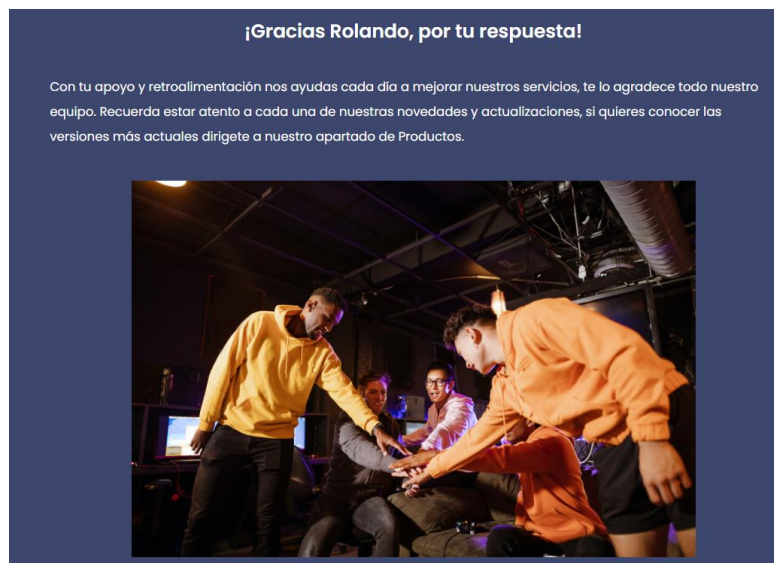 ¡Gracias Rolando, por tu respuesta!
Con tu apoyo y retroalimentación nos ayudas cada día a mejorar nuestros servicios, te lo agradece todo nuestro
equipo. Recuerda estar atento a cada una de nuestras novedades y actualizaciones, si quieres conocer las
versiones más actuales dirigete a nuestro apartado de Productos.